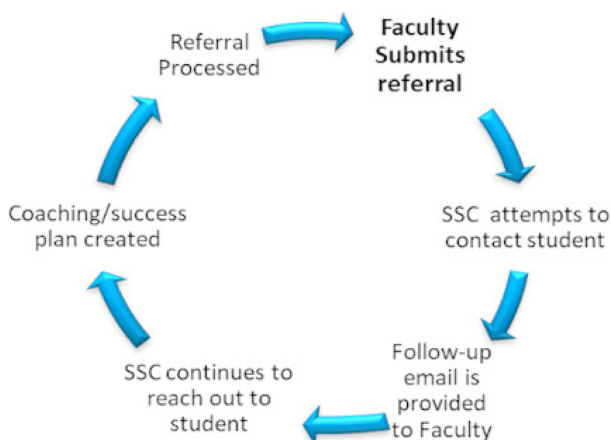 Faculty
Submits
referral
SSC attempts to
contact student
Follow-up
email is
provided
to Faculty
SSC continues to
reach out to
student
Coaching/success
plan created
Referral
Processed